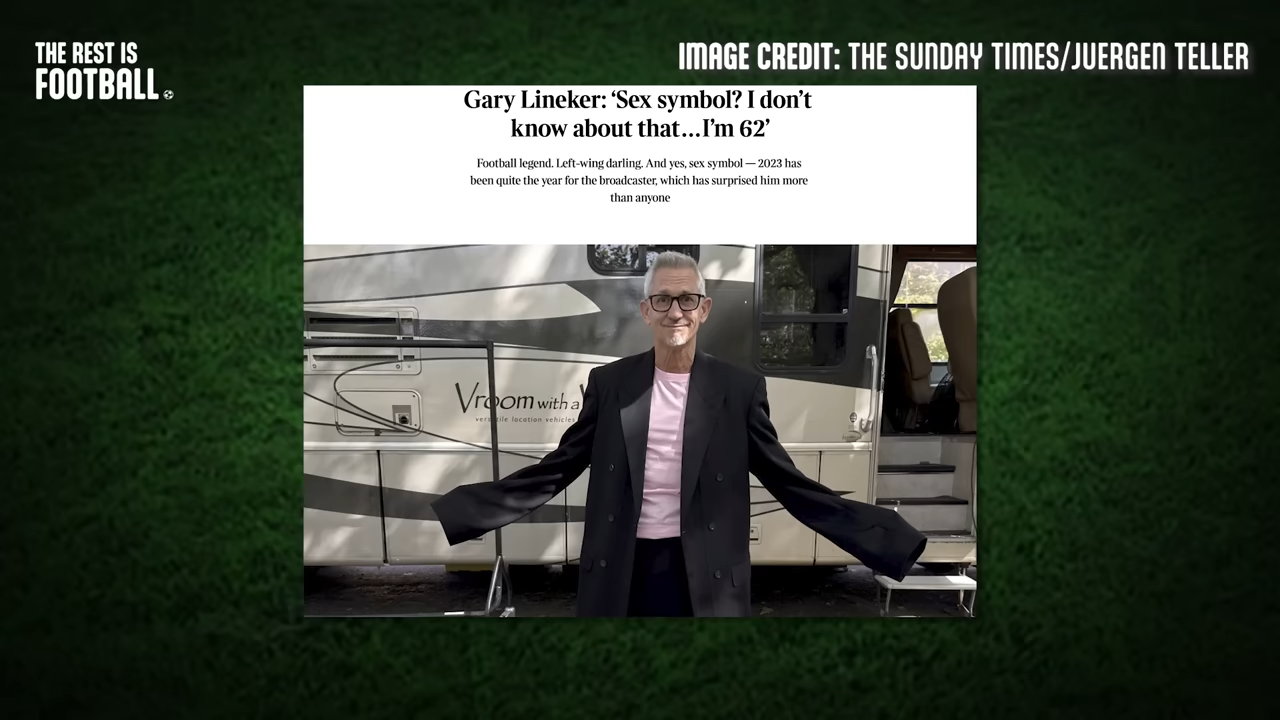 THE REST IS
FOOTBALL
IMAGE CREDIT: THE SUNDAY TIMES/JUERGEN TELLER
Gary Lineker: ‘Sex symbol? I don’t
know about that…I’m 62’
Football legend. Left-wing darling. And yes, sex symbol — 2023 has
been quite the year for the broadcaster, which has surprised him more
than anyone
Vroom with a
location vehicles